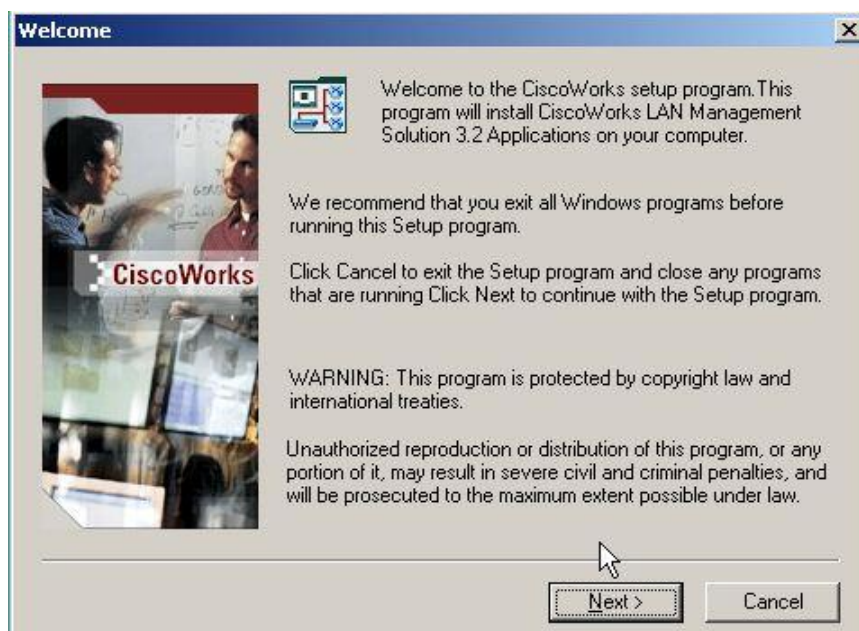 Welcome
Welcome to the CiscoWorks setup program.This
program will install CiscoWorks LAN Management
Solution 3.2 Applications on your computer.
We recommend that you exit all Windows programs before
running this Setup program.
CiscoWorks
Click Cancel to exit the Setup program and close any programs
that are running Click Next to continue with the Setup program.
WARNING: This program is protected by copyright law and
international treaties.
Unauthorized reproduction or distribution of this program, or any
portion of it, may result in severe civil and criminal penalties, and
will be prosecuted to the maximum extent possible under law.
Next >
Cancel